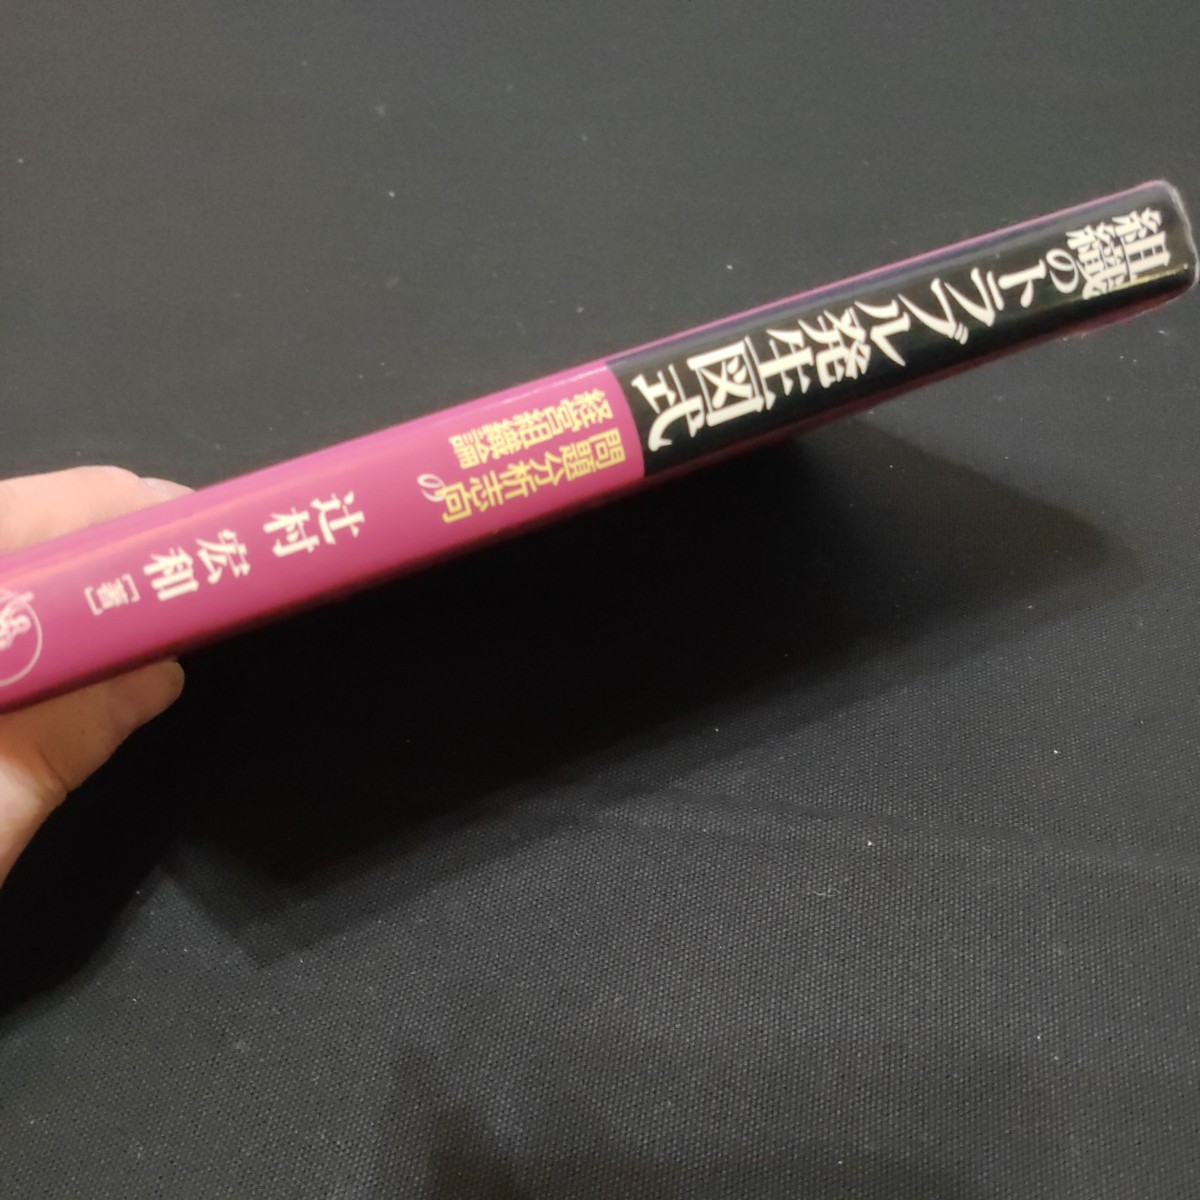 組織のトラブル発生図式
問題分析志向の
経営組織論
辻村 宏和 [著]